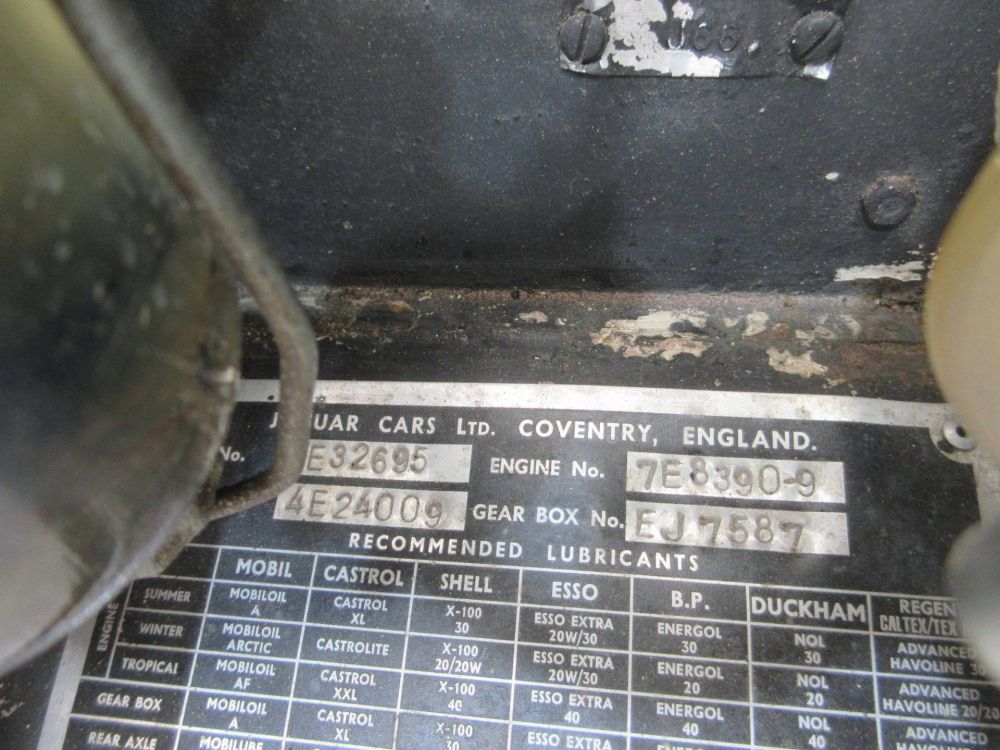 J66
JAGUAR CARS LTD. COVENTRY, ENGLAND.
No. E32695 ENGINE No. 7E8390-9
4E24009 GEAR BOX No. EJ7587
RECOMMENDED LUBRICANTS
MOBIL CASTROL SHELL ESSO B.P. DUCKHAM REGEN
CALTEX/TEX
ENGINE
SUMMER MOBILOIL A CASTROL XL X-100 30 ESSO EXTRA 20W/30 ENERGOL 30 NOL 30 ADVANCED HAVOLINE 30
WINTER MOBILOIL ARCTIC CASTROLITE X-100 20/20W ESSO EXTRA 20W/30 ENERGOL 20 NOL 20 ADVANCED HAVOLINE 20/20
TROPICAL MOBILOIL AF CASTROL XXL X-100 40 ESSO EXTRA 40 ENERGOL 40 NOL 40 ADVANCED
GEAR BOX MOBILOIL A CASTROL XL X-100 30 ESSO EXTRA ENERGOL NOL
REAR AXLE MOBILUBE